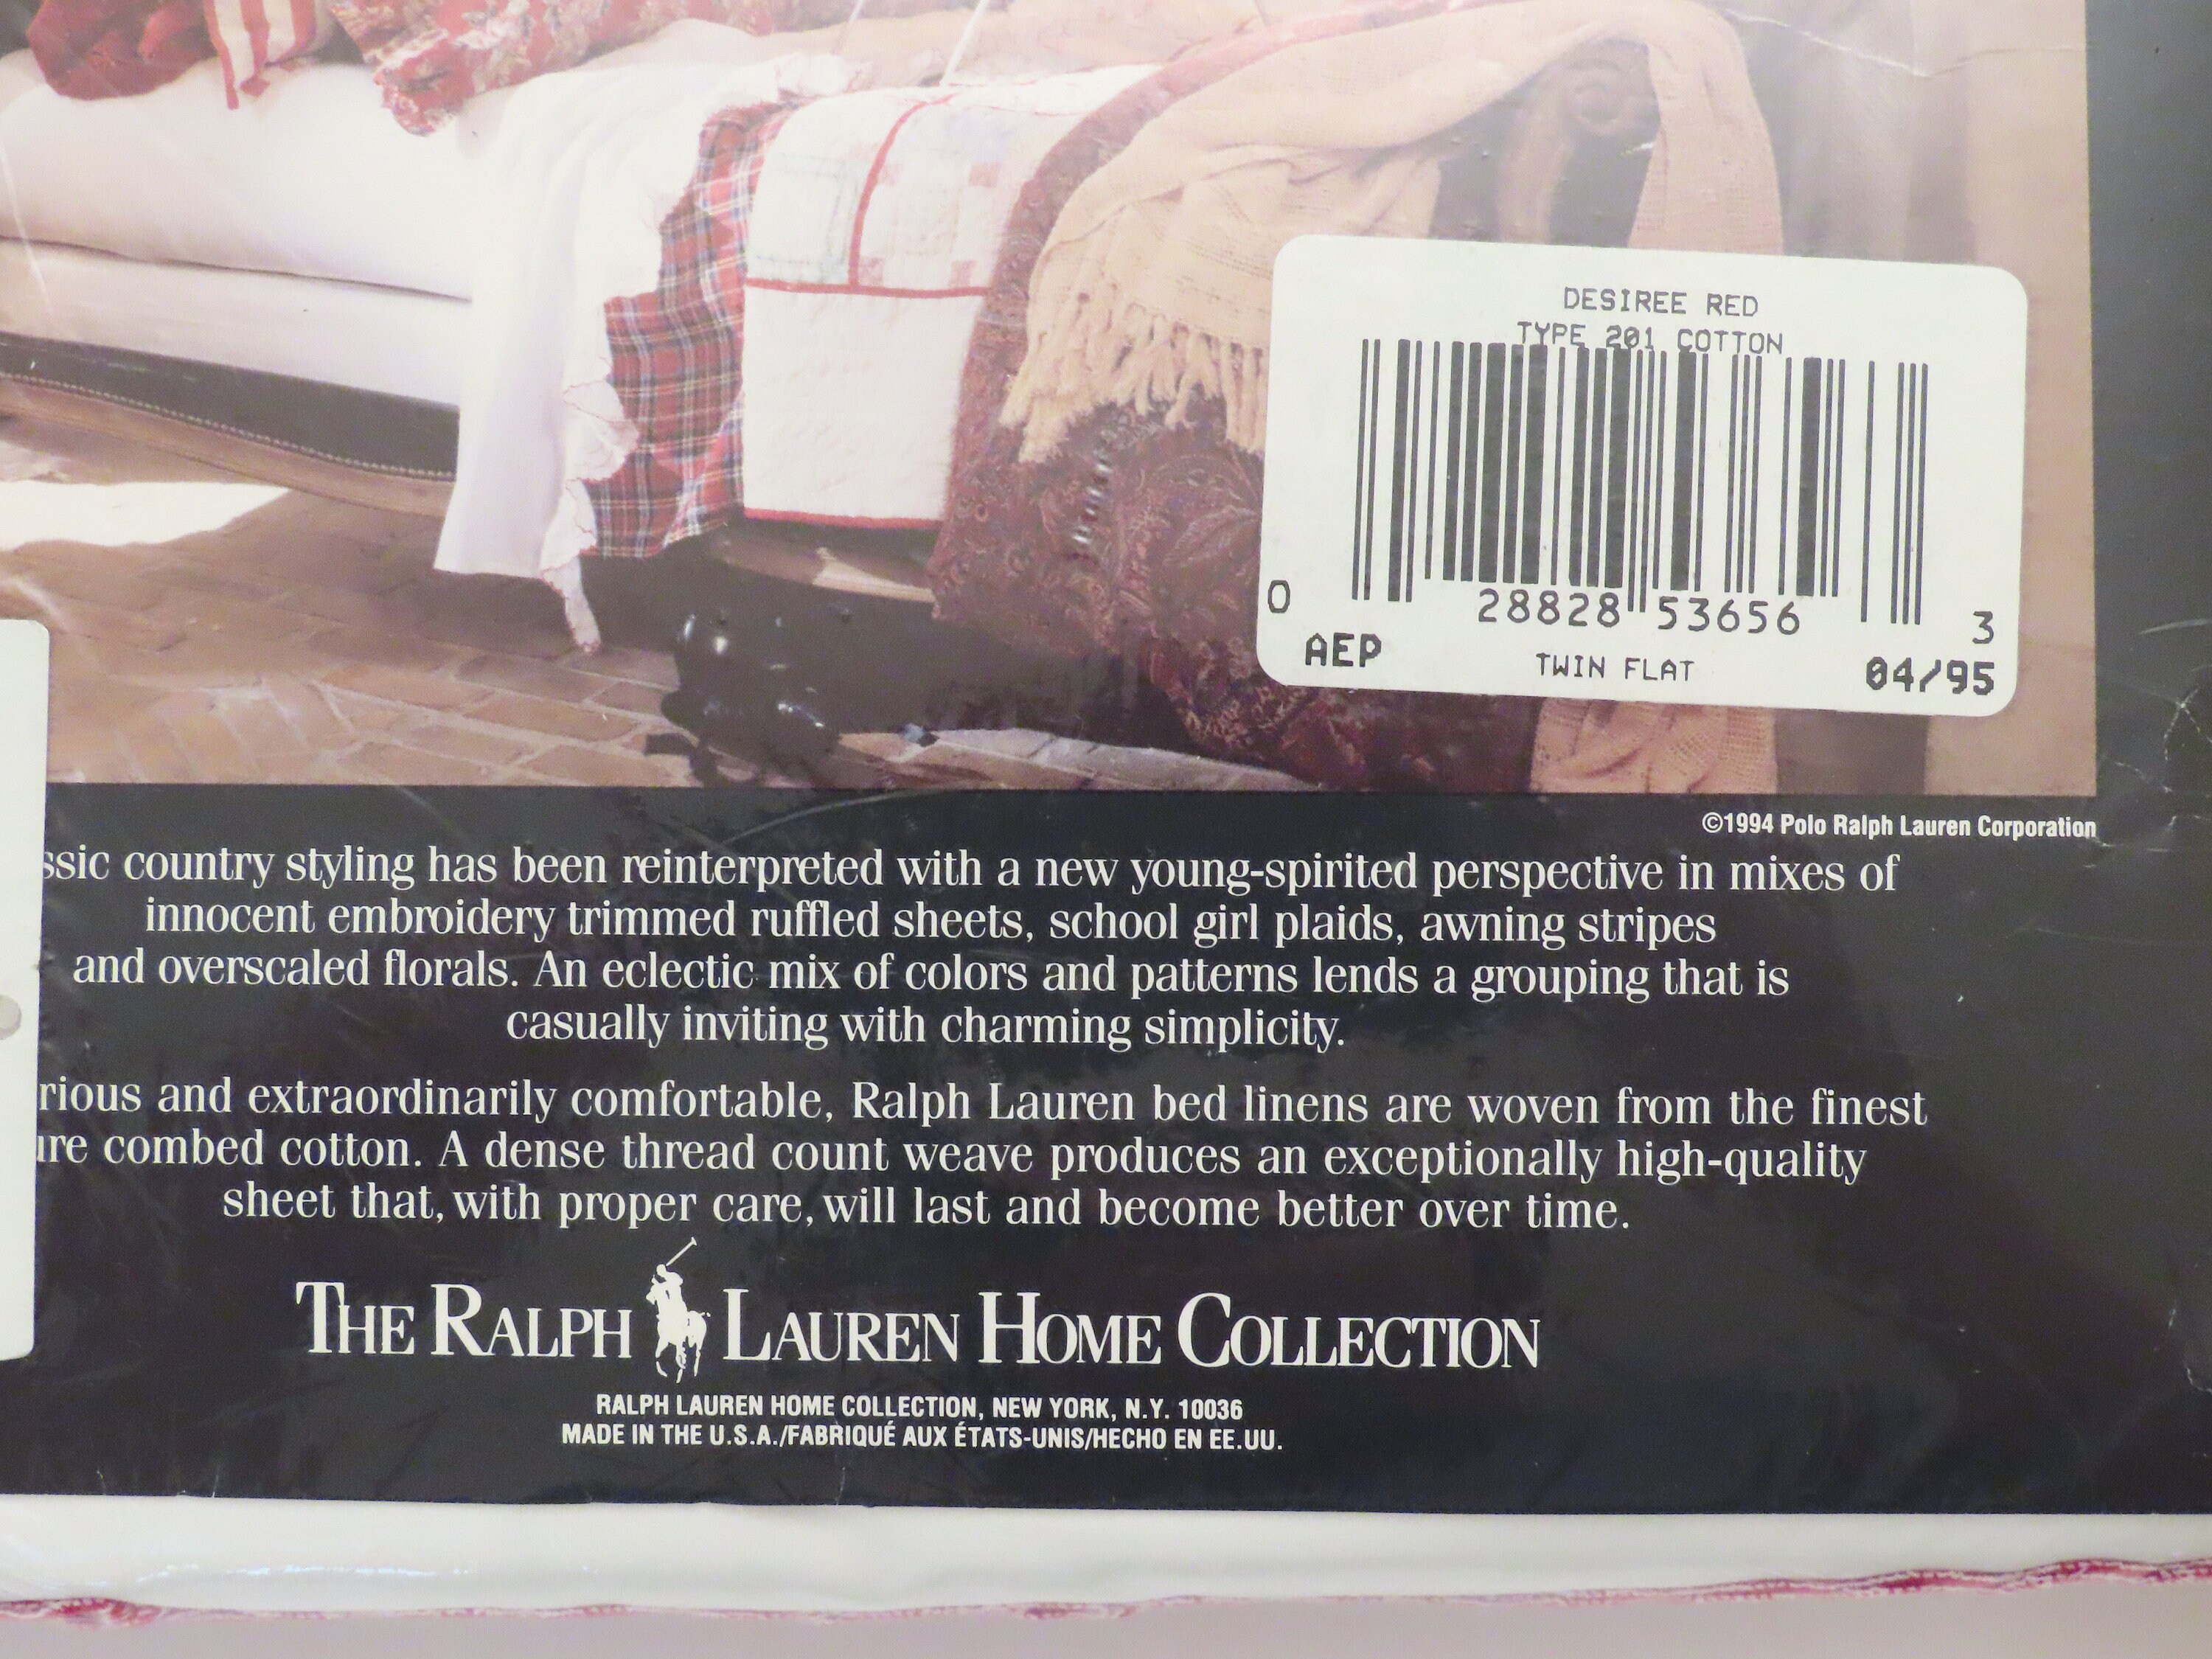 DESIREE RED
TYPE 201 COTTON
0 28828 53656 3
AEP TWIN FLAT 04/95
©1994 Polo Ralph Lauren Corporation
ssic country styling has been reinterpreted with a new young-spirited perspective in mixes of
innocent embroidery trimmed ruffled sheets, school girl plaids, awning stripes
and overscaled florals. An eclectic mix of colors and patterns lends a grouping that is
casually inviting with charming simplicity.
rious and extraordinarily comfortable, Ralph Lauren bed linens are woven from the finest
ure combed cotton. A dense thread count weave produces an exceptionally high-quality
sheet that, with proper care, will last and become better over time.
THE RALPH LAUREN HOME COLLECTION
RALPH LAUREN HOME COLLECTION, NEW YORK, N.Y. 10036
MADE IN THE U.S.A./FABRIQUÉ AUX ÉTATS-UNIS/HECHO EN EE.UU.